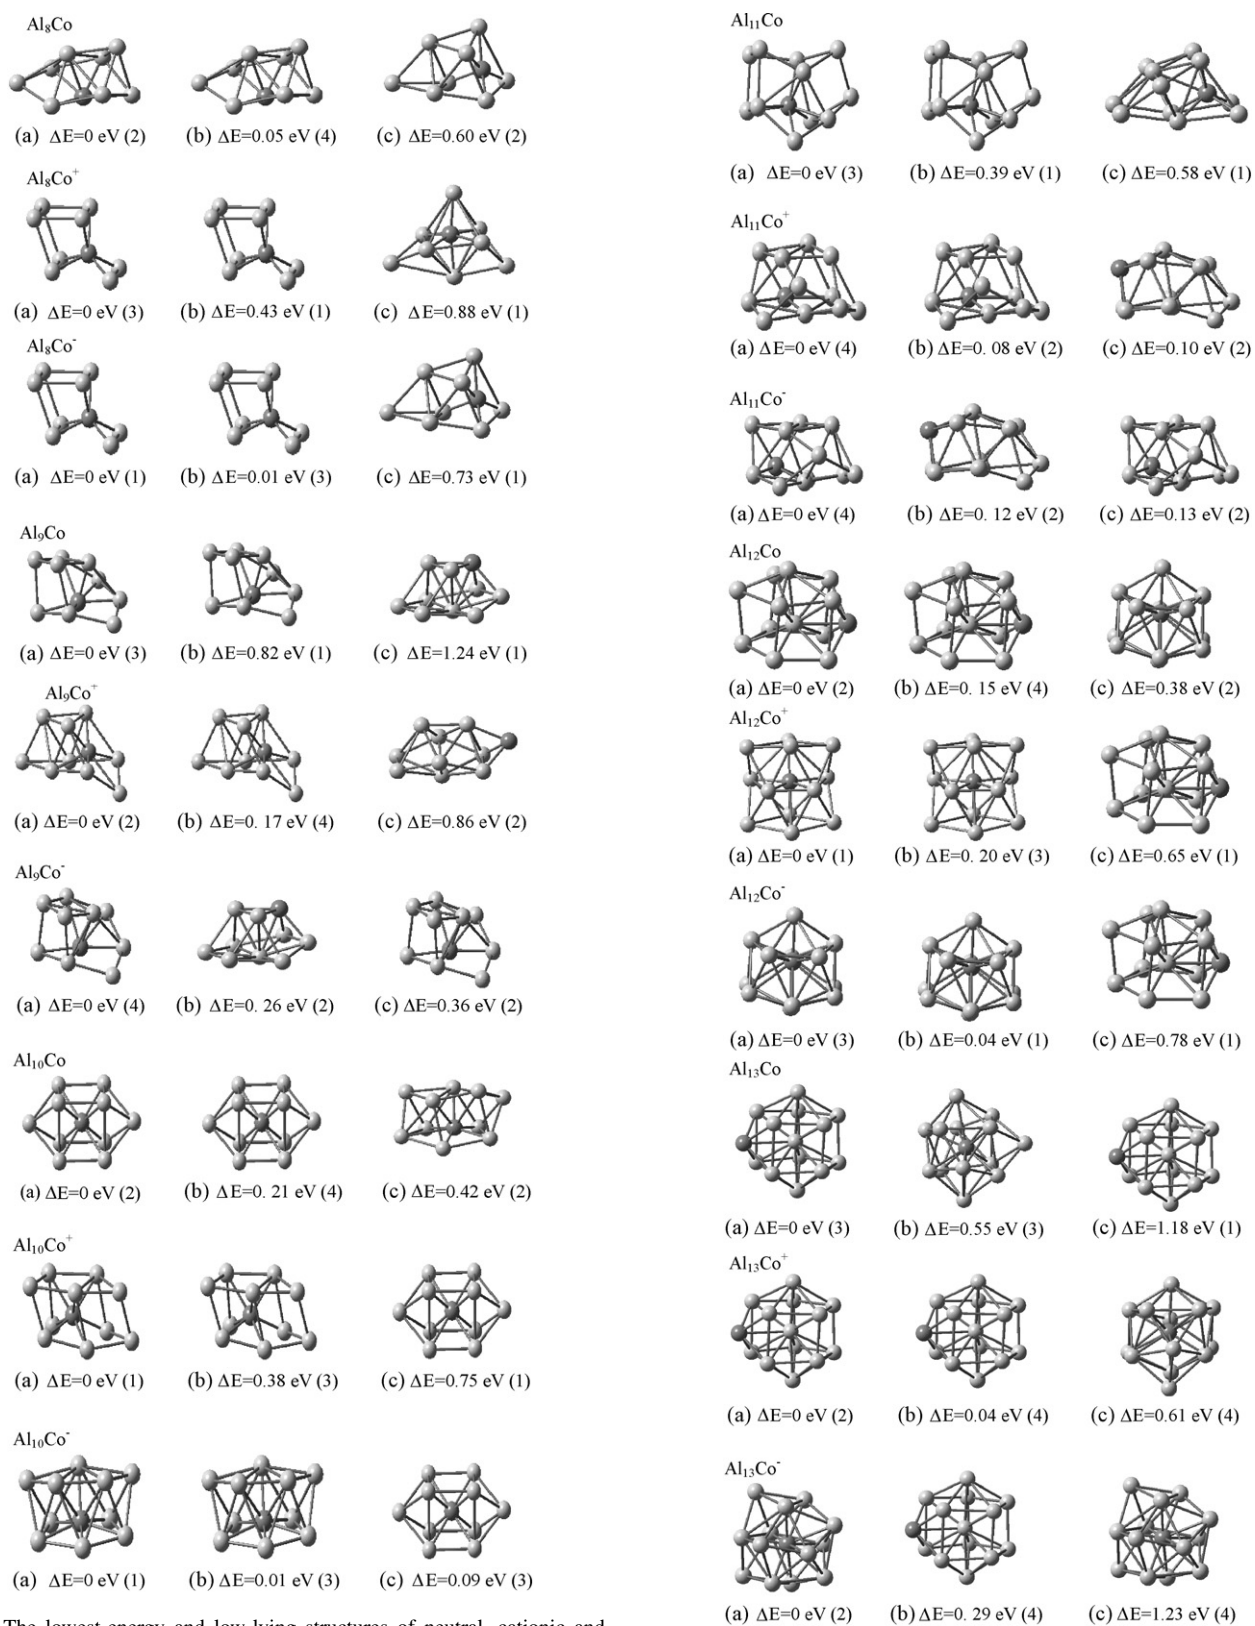 Al₈Co
(a) ΔE=0 eV (2) (b) ΔE=0.05 eV (4) (c) ΔE=0.60 eV (2)
Al₈Co⁺
(a) ΔE=0 eV (3) (b) ΔE=0.43 eV (1) (c) ΔE=0.88 eV (1)
Al₈Co⁻
(a) ΔE=0 eV (1) (b) ΔE=0.01 eV (3) (c) ΔE=0.73 eV (1)
Al₉Co
(a) ΔE=0 eV (3) (b) ΔE=0.82 eV (1) (c) ΔE=1.24 eV (1)
Al₉Co⁺
(a) ΔE=0 eV (2) (b) ΔE=0. 17 eV (4) (c) ΔE=0.86 eV (2)
Al₉Co⁻
(a) ΔE=0 eV (4) (b) ΔE=0. 26 eV (2) (c) ΔE=0.36 eV (2)
Al₁₀Co
(a) ΔE=0 eV (2) (b) ΔE=0. 21 eV (4) (c) ΔE=0.42 eV (2)
Al₁₀Co⁺
(a) ΔE=0 eV (1) (b) ΔE=0.38 eV (3) (c) ΔE=0.75 eV (1)
Al₁₀Co⁻
(a) ΔE=0 eV (1) (b) ΔE=0.01 eV (3) (c) ΔE=0.09 eV (3)
The lowest-energy and low-lying structures of neutral, cationic and
Al₁₁Co
(a) ΔE=0 eV (3) (b) ΔE=0.39 eV (1) (c) ΔE=0.58 eV (1)
Al₁₁Co⁺
(a) ΔE=0 eV (4) (b) ΔE=0. 08 eV (2) (c) ΔE=0.10 eV (2)
Al₁₁Co⁻
(a) ΔE=0 eV (4) (b) ΔE=0. 12 eV (2) (c) ΔE=0.13 eV (2)
Al₁₂Co
(a) ΔE=0 eV (2) (b) ΔE=0. 15 eV (4) (c) ΔE=0.38 eV (2)
Al₁₂Co⁺
(a) ΔE=0 eV (1) (b) ΔE=0. 20 eV (3) (c) ΔE=0.65 eV (1)
Al₁₂Co⁻
(a) ΔE=0 eV (3) (b) ΔE=0.04 eV (1) (c) ΔE=0.78 eV (1)
Al₁₃Co
(a) ΔE=0 eV (3) (b) ΔE=0.55 eV (3) (c) ΔE=1.18 eV (1)
Al₁₃Co⁺
(a) ΔE=0 eV (2) (b) ΔE=0.04 eV (4) (c) ΔE=0.61 eV (4)
Al₁₃Co⁻
(a) ΔE=0 eV (2) (b) ΔE=0. 29 eV (4) (c) ΔE=1.23 eV (4)